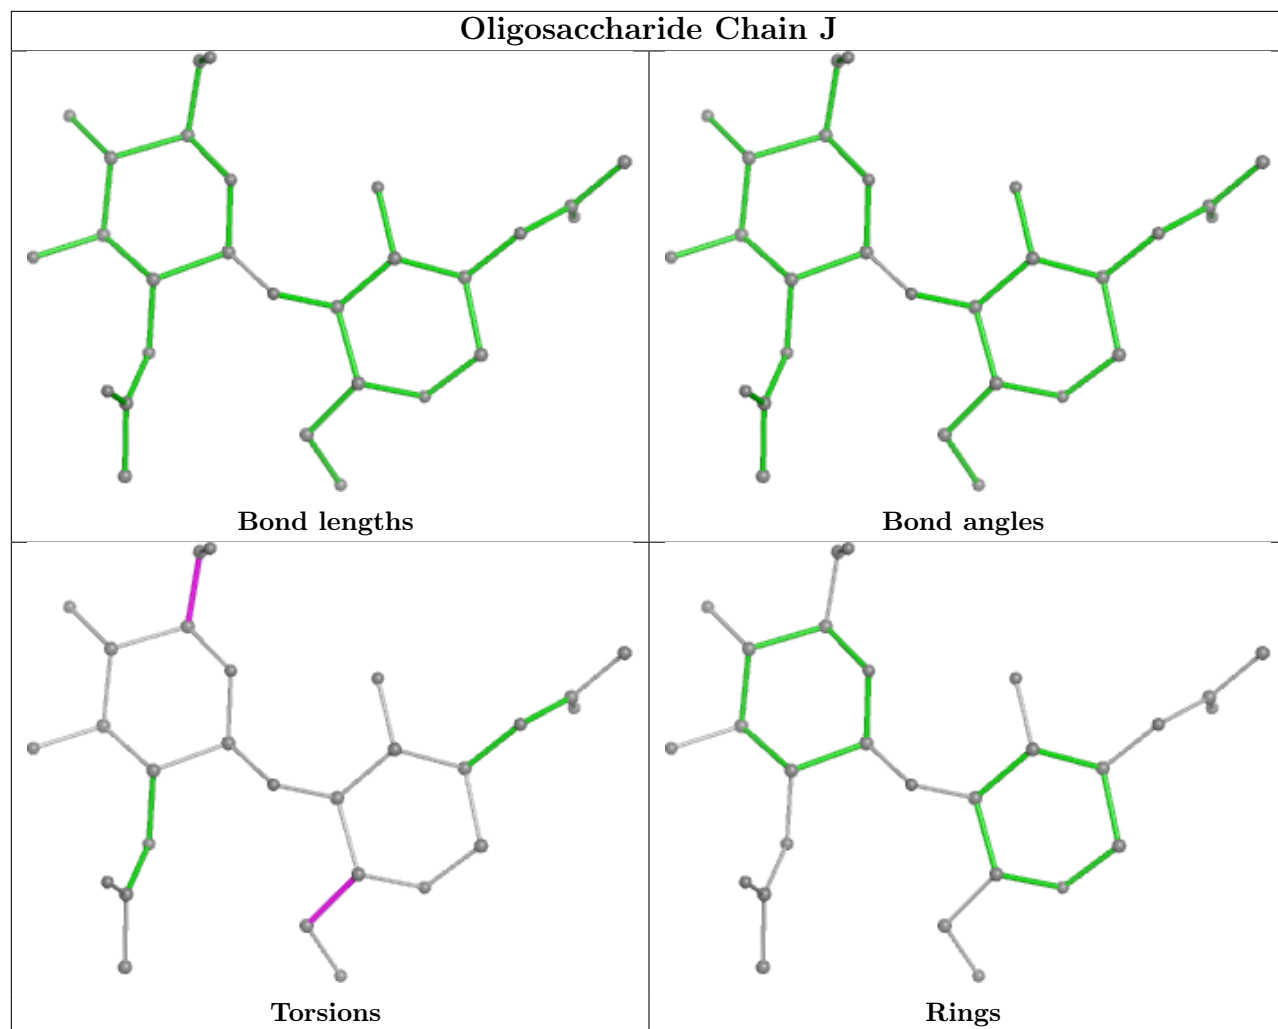 Oligosaccharide Chain J
Bond lengths
Bond angles
Torsions
Rings